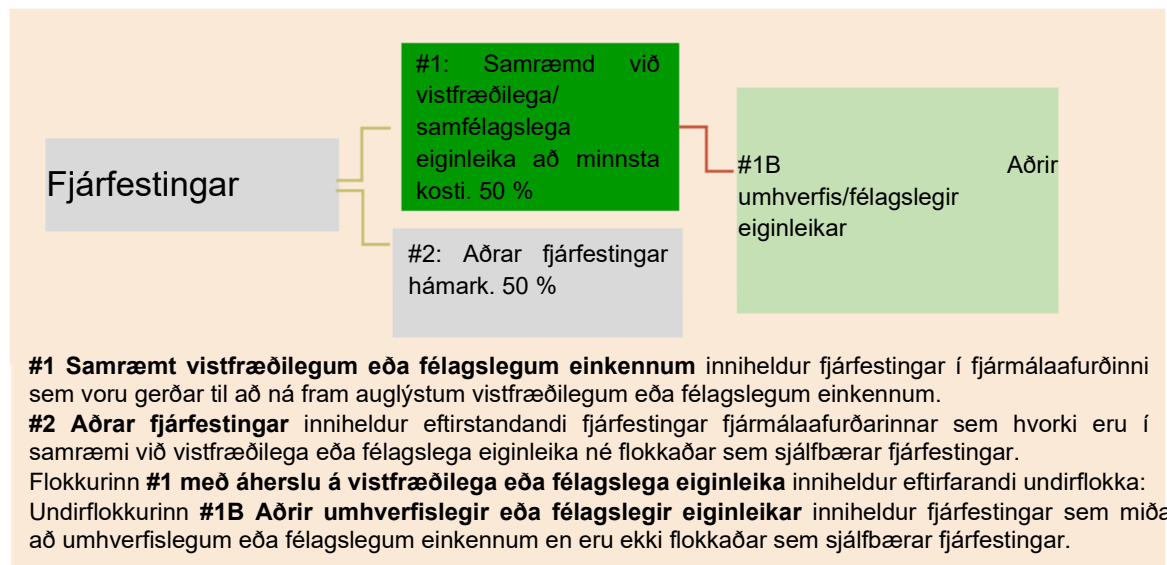 Fjárfestingar
#1: Samræmd við
vistfræðilega/
samfélagslega
eiginleika að minnsta
kosti. 50 %
#2: Aðrar fjárfestingar
hámark. 50 %
#1B Aðrir
umhverfis/félagslegir
eiginleikar
#1 Samræmt vistfræðilegum eða félagslegum einkennum inniheldur fjárfestingar í fjármálaafurðinni
sem voru gerðar til að ná fram auglýstum vistfræðilegum eða félagslegum einkennum.
#2 Aðrar fjárfestingar inniheldur eftirstandandi fjárfestingar fjármálaafurðarinnar sem hvorki eru í
samræmi við vistfræðilega eða félagslega eiginleika né flokkaðar sem sjálfbærar fjárfestingar.
Flokkurinn #1 með áherslu á vistfræðilega eða félagslega eiginleika inniheldur eftirfarandi undirflokka:
Undirflokkurinn #1B Aðrir umhverfislegir eða félagslegir eiginleikar inniheldur fjárfestingar sem miða
að umhverfislegum eða félagslegum einkennum en eru ekki flokkaðar sem sjálfbærar fjárfestingar.